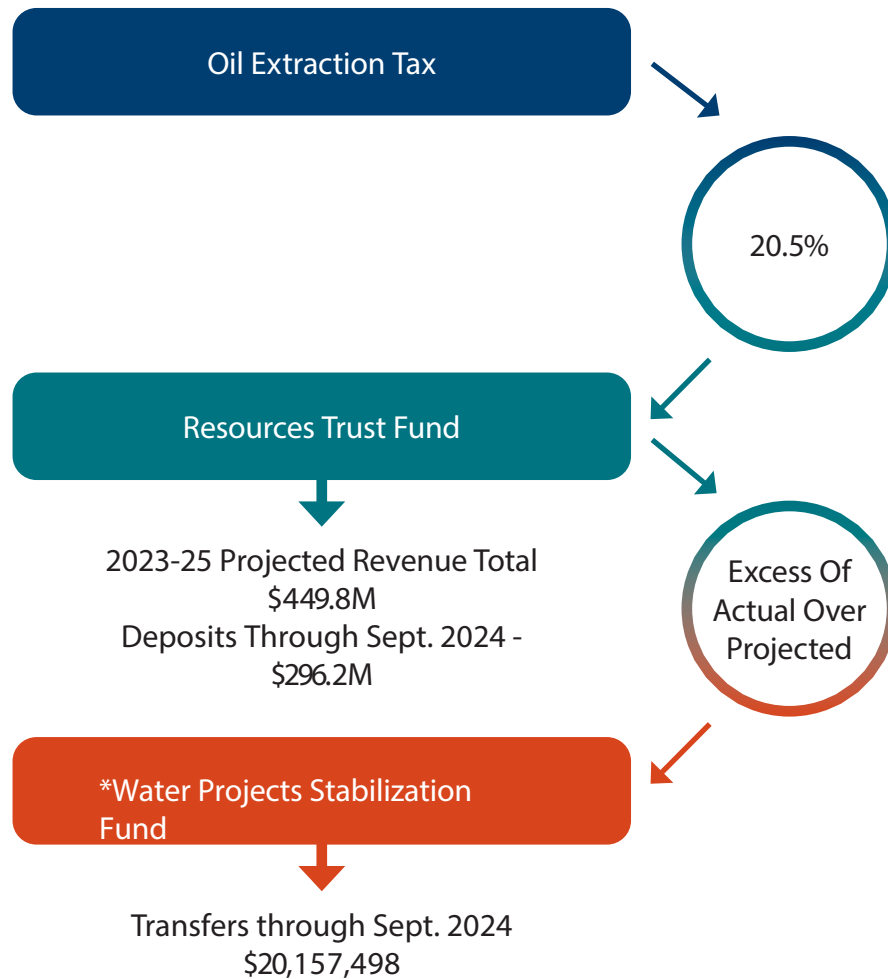 Oil Extraction Tax
20.5%
Resources Trust Fund
2023-25 Projected Revenue Total
$449.8M
Deposits Through Sept. 2024 -
$296.2M
Excess Of
Actual Over
Projected
*Water Projects Stabilization
Fund
Transfers through Sept. 2024
$20,157,498